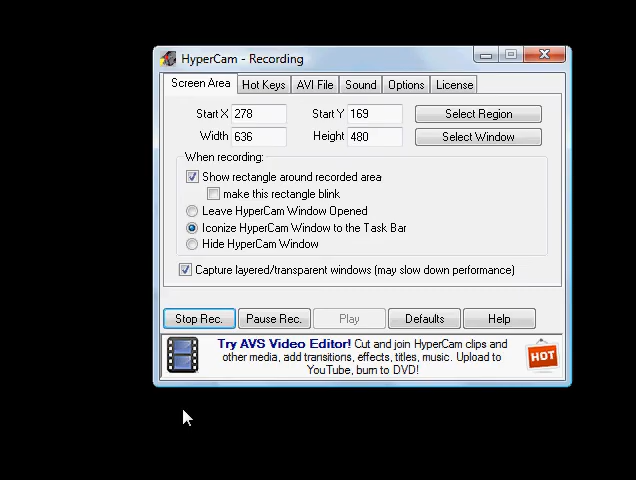 HyperCam - Recording
Screen Area Hot Keys AVI File Sound Options License
Start X 278 Start Y 169 Select Region
Width 636 Height 480 Select Window
When recording:
Show rectangle around recorded area
make this rectangle blink
Leave HyperCam Window Opened
Iconize HyperCam Window to the Task Bar
Hide HyperCam Window
Capture layered/transparent windows (may slow down performance)
Stop Rec. Pause Rec. Play Defaults Help
Try AVS Video Editor! Cut and join HyperCam clips and
other media, add transitions, effects, titles, music. Upload to
YouTube, burn to DVD!
HOT